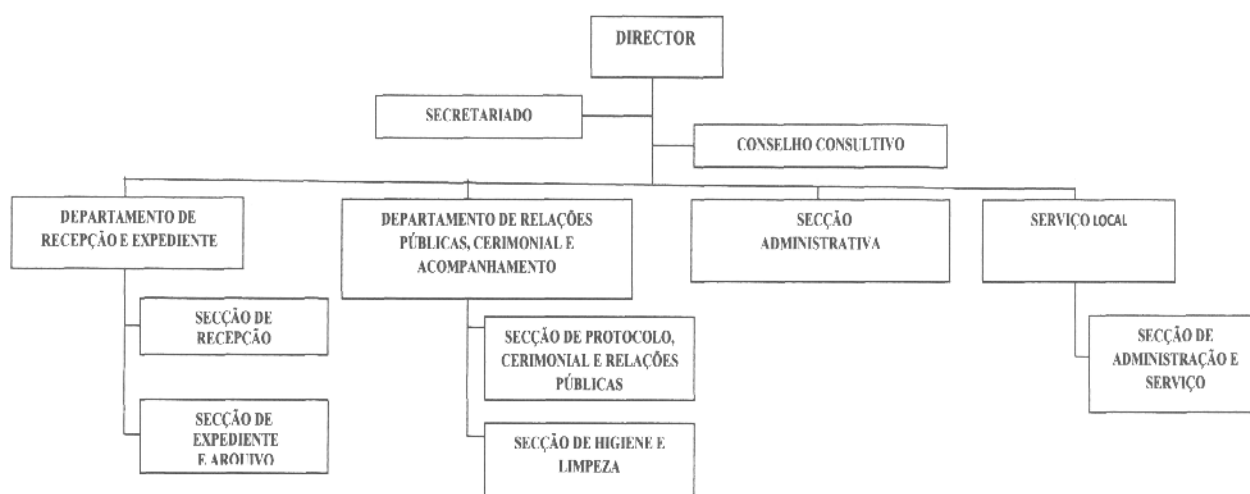 DIRECTOR
SECRETARIADO
CONSELHO CONSULTIVO
DEPARTAMENTO DE
RECEPÇÃO E EXPEDIENTE
DEPARTAMENTO DE RELAÇÕES
PÚBLICAS, CERIMONIAL E
ACOMPANHAMENTO
SECÇÃO
ADMINISTRATIVA
SERVIÇO LOCAL
SECÇÃO DE
RECEPÇÃO
SECÇÃO DE PROTOCOLO,
CERIMONIAL E RELAÇÕES
PÚBLICAS
SECÇÃO DE
ADMINISTRAÇÃO E
SERVIÇO
SECÇÃO DE
EXPEDIENTE
E ARQUIVO
SECÇÃO DE HIGIENE E
LIMPEZA